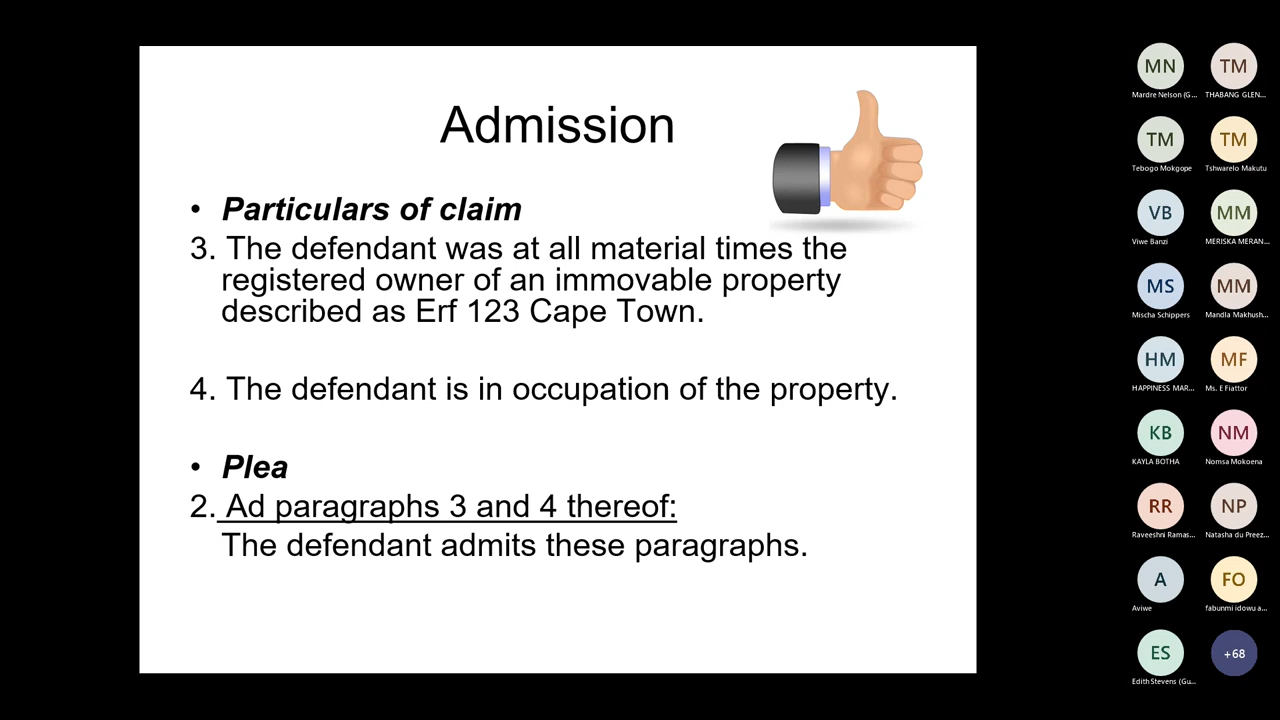 Admission
• Particulars of claim
3. The defendant was at all material times the
registered owner of an immovable property
described as Erf 123 Cape Town.
4. The defendant is in occupation of the property.
• Plea
2. Ad paragraphs 3 and 4 thereof:
The defendant admits these paragraphs.
MN TM
Mardre Nelson (G... THABANG GLEN...
TM TM
Tebogo Mokgope Tshwarelo Makutu
VB MM
Viwe Banzi MERISKA MERAN...
MS MM
Mischa Schippers Mandla Makhush...
HM MF
HAPPINESS MAR... Ms. E Fiattor
KB NM
KAYLA BOTHA Nomsa Mokoena
RR NP
Raveeshni Ramas... Natasha du Preez...
A FO
Aviwe fabunmi idowu a...
ES +68
Edith Stevens (Gu...